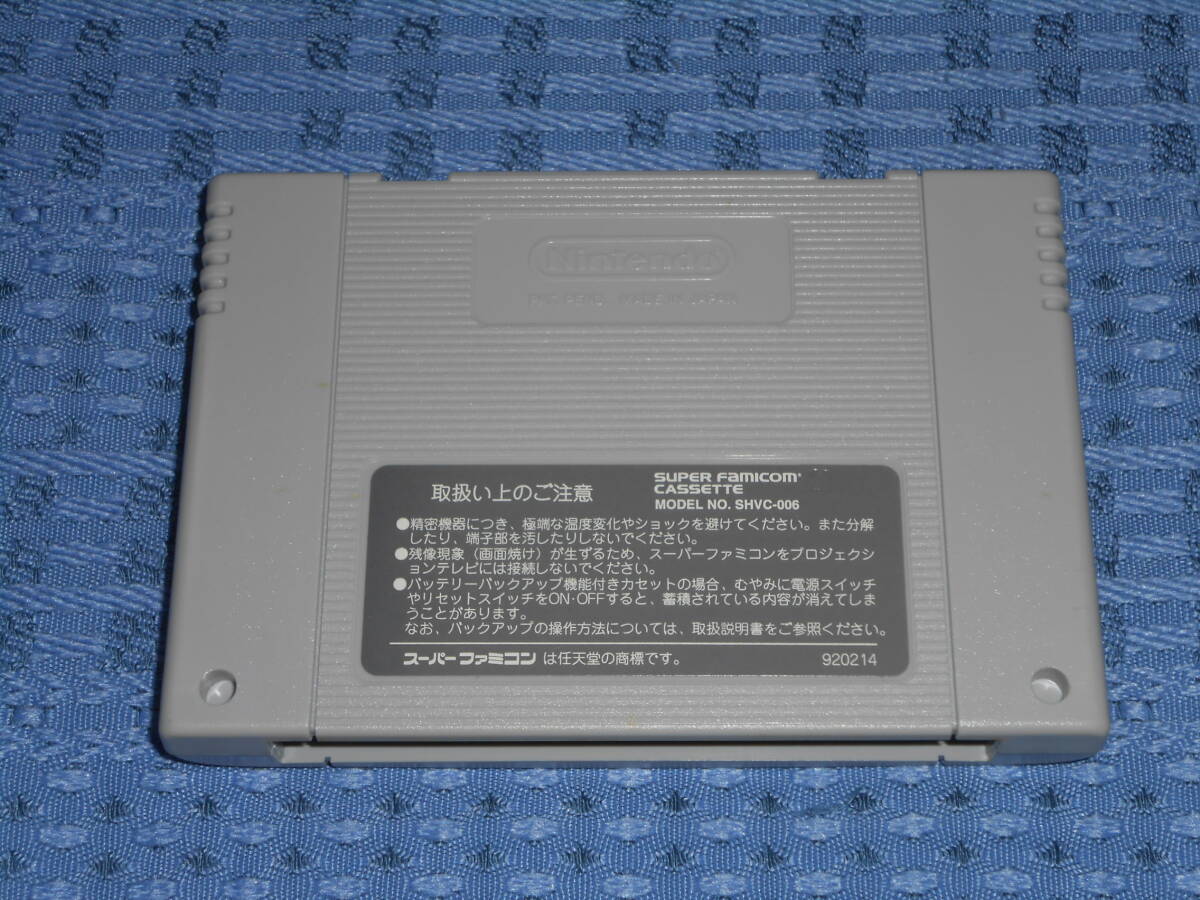 Nintendo
PAT. PEND. MADE IN JAPAN
取扱い上のご注意
SUPER FAMICOM
CASSETTE
MODEL NO. SHVC-006
●精密機器につき、極端な温度変化やショックを避けてください。また分解
したり、端子部を汚したりしないでください。
●残像現象（画面焼け）が生ずるため、スーパーファミコンをプロジェクシ
ョンテレビには接続しないでください。
●バッテリーバックアップ機能付きカセットの場合、むやみに電源スイッチ
やリセットスイッチをON·OFFすると、蓄積されている内容が消えてしま
うことがあります。
なお、バックアップの操作方法については、取扱説明書をご参照ください。
スーパーファミコン は任天堂の商標です。
920214